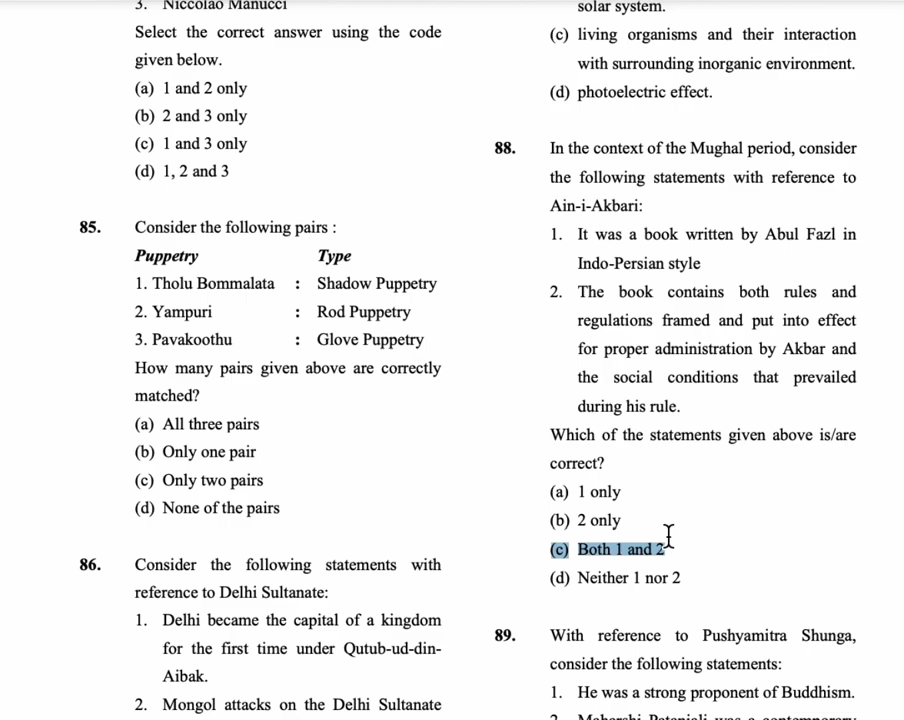 3. Niccolao Manucci
Select the correct answer using the code
given below.
(a) 1 and 2 only
(b) 2 and 3 only
(c) 1 and 3 only
(d) 1, 2 and 3
85. Consider the following pairs :
Puppetry Type
1. Tholu Bommalata : Shadow Puppetry
2. Yampuri : Rod Puppetry
3. Pavakoothu : Glove Puppetry
How many pairs given above are correctly
matched?
(a) All three pairs
(b) Only one pair
(c) Only two pairs
(d) None of the pairs
86. Consider the following statements with
reference to Delhi Sultanate:
1. Delhi became the capital of a kingdom
for the first time under Qutub-ud-din-
Aibak.
2. Mongol attacks on the Delhi Sultanate
solar system.
(c) living organisms and their interaction
with surrounding inorganic environment.
(d) photoelectric effect.
88. In the context of the Mughal period, consider
the following statements with reference to
Ain-i-Akbari:
1. It was a book written by Abul Fazl in
Indo-Persian style
2. The book contains both rules and
regulations framed and put into effect
for proper administration by Akbar and
the social conditions that prevailed
during his rule.
Which of the statements given above is/are
correct?
(a) 1 only
(b) 2 only
(c) Both 1 and 2
(d) Neither 1 nor 2
89. With reference to Pushyamitra Shunga,
consider the following statements:
1. He was a strong proponent of Buddhism.
2. Maharshi Patanjali was a contemporary